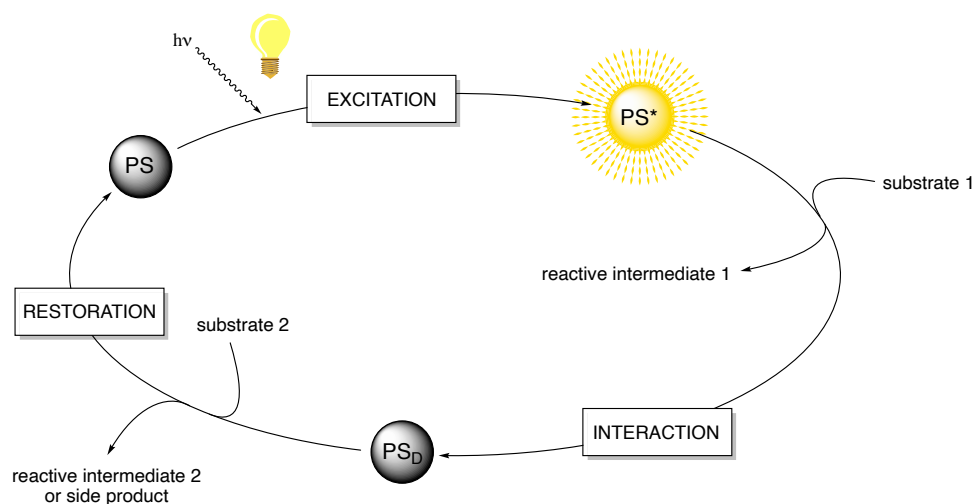 hν
EXCITATION
PS*
PS
substrate 1
reactive intermediate 1
RESTORATION
substrate 2
INTERACTION
PSD
reactive intermediate 2
or side product